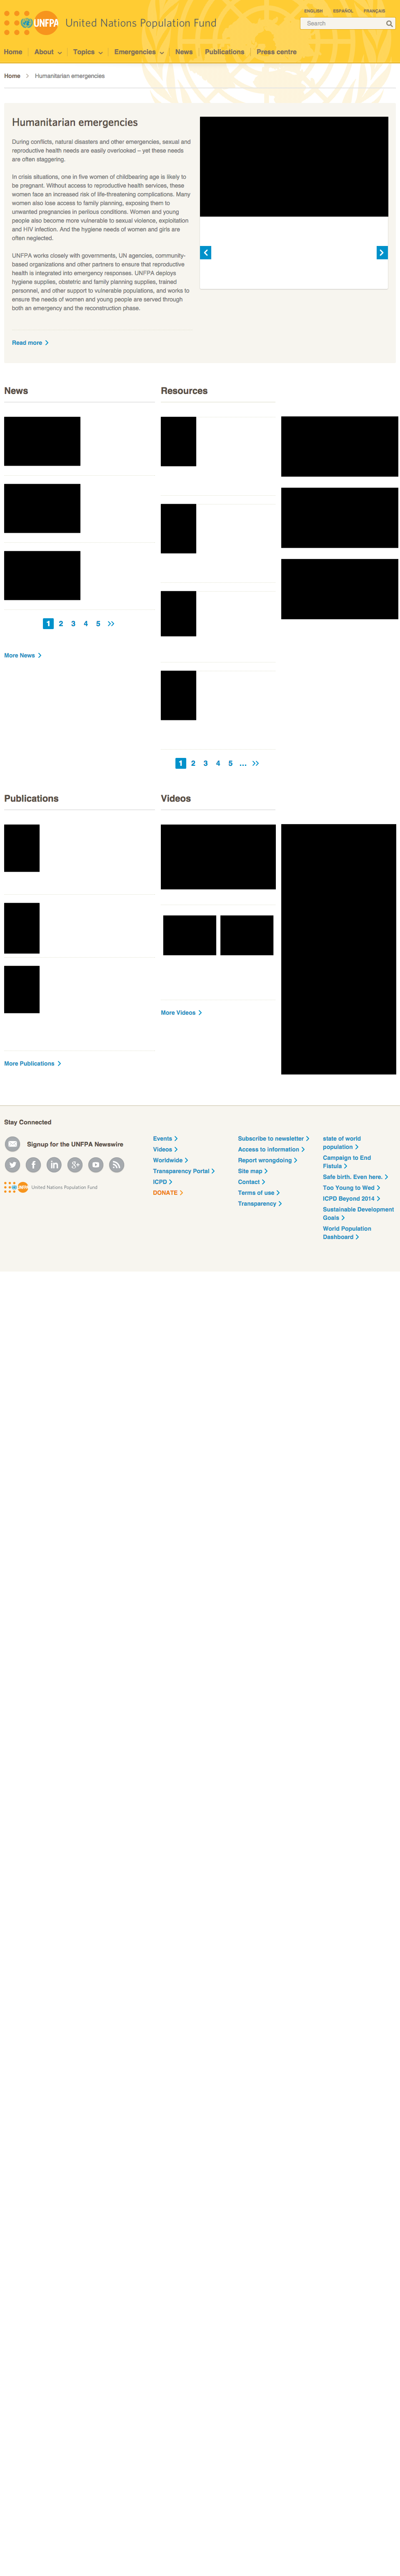 ENGLISH ESPAÑOL FRANÇAIS
UNFPA United Nations Population Fund
Search
Home About Topics Emergencies News Publications Press centre
Home Humanitarian emergencies
Humanitarian emergencies
During conflicts, natural disasters and other emergencies, sexual and
reproductive health needs are easily overlooked – yet these needs
are often staggering.
In crisis situations, one in five women of childbearing age is likely to
be pregnant. Without access to reproductive health services, these
women face an increased risk of life-threatening complications. Many
women also lose access to family planning, exposing them to
unwanted pregnancies in perilous conditions. Women and young
people also become more vulnerable to sexual violence, exploitation
and HIV infection. And the hygiene needs of women and girls are
often neglected.
UNFPA works closely with governments, UN agencies, community-
based organizations and other partners to ensure that reproductive
health is integrated into emergency responses. UNFPA deploys
hygiene supplies, obstetric and family planning supplies, trained
personnel, and other support to vulnerable populations, and works to
ensure the needs of women and young people are served through
both an emergency and the reconstruction phase.
Read more
News
1 2 3 4 5 >>
More News
Resources
1 2 3 4 5 ... >>
Publications
More Publications
Videos
More Videos
Stay Connected
Signup for the UNFPA Newswire
UNFPA United Nations Population Fund
Events
Videos
Worldwide
Transparency Portal
ICPD
DONATE
Subscribe to newsletter
Access to information
Report wrongdoing
Site map
Contact
Terms of use
Transparency
state of world
population
Campaign to End
Fistula
Safe birth. Even here.
Too Young to Wed
ICPD Beyond 2014
Sustainable Development
Goals
World Population
Dashboard